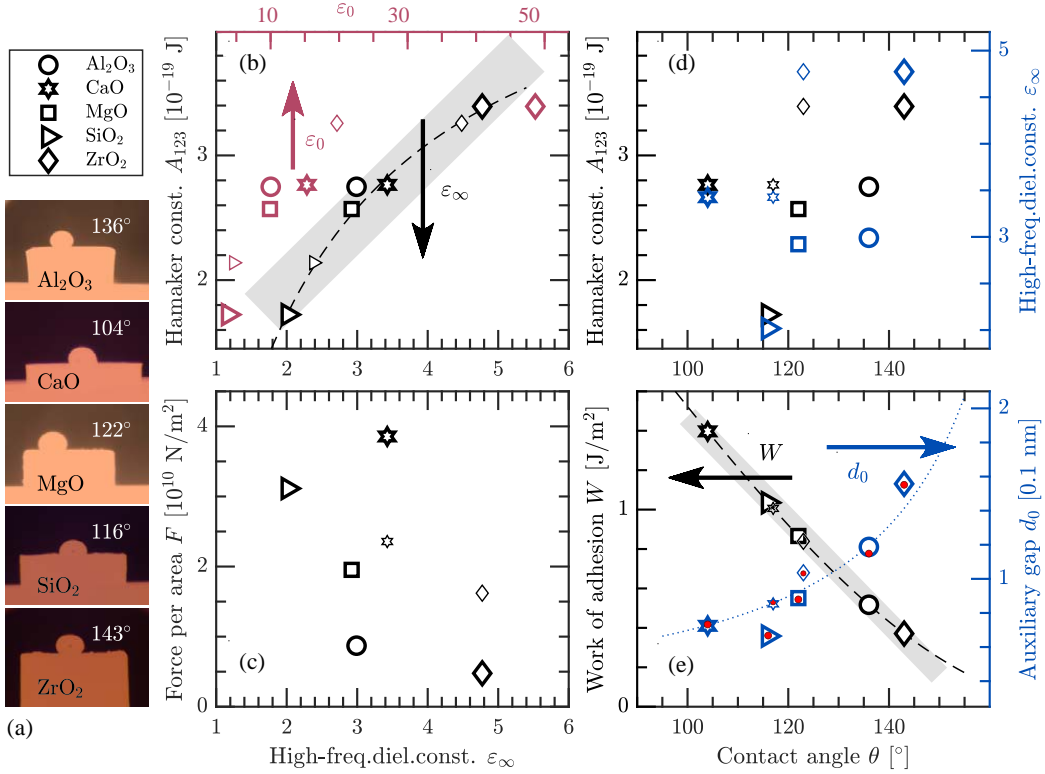 Al₂O₃
CaO
MgO
SiO₂
ZrO₂
136°
Al₂O₃
104°
CaO
122°
MgO
116°
SiO₂
143°
ZrO₂
(a)
10 ε₀ 30 50
(b)
Hamaker const. A₁₂₃ [10⁻¹⁹ J]
3
2
ε₀
ε∞
1 2 3 4 5 6
(d)
Hamaker const. A₁₂₃ [10⁻¹⁹ J]
3
2
5
3
High-freq.diel.const. ε∞
100 120 140
(c)
Force per area F [10¹⁰ N/m²]
4
2
0
1 2 3 4 5 6
High-freq.diel.const. ε∞
(e)
Work of adhesion W [J/m²]
1
0
W
d₀
2
1
Auxiliary gap d₀ [0.1 nm]
100 120 140
Contact angle θ [°]